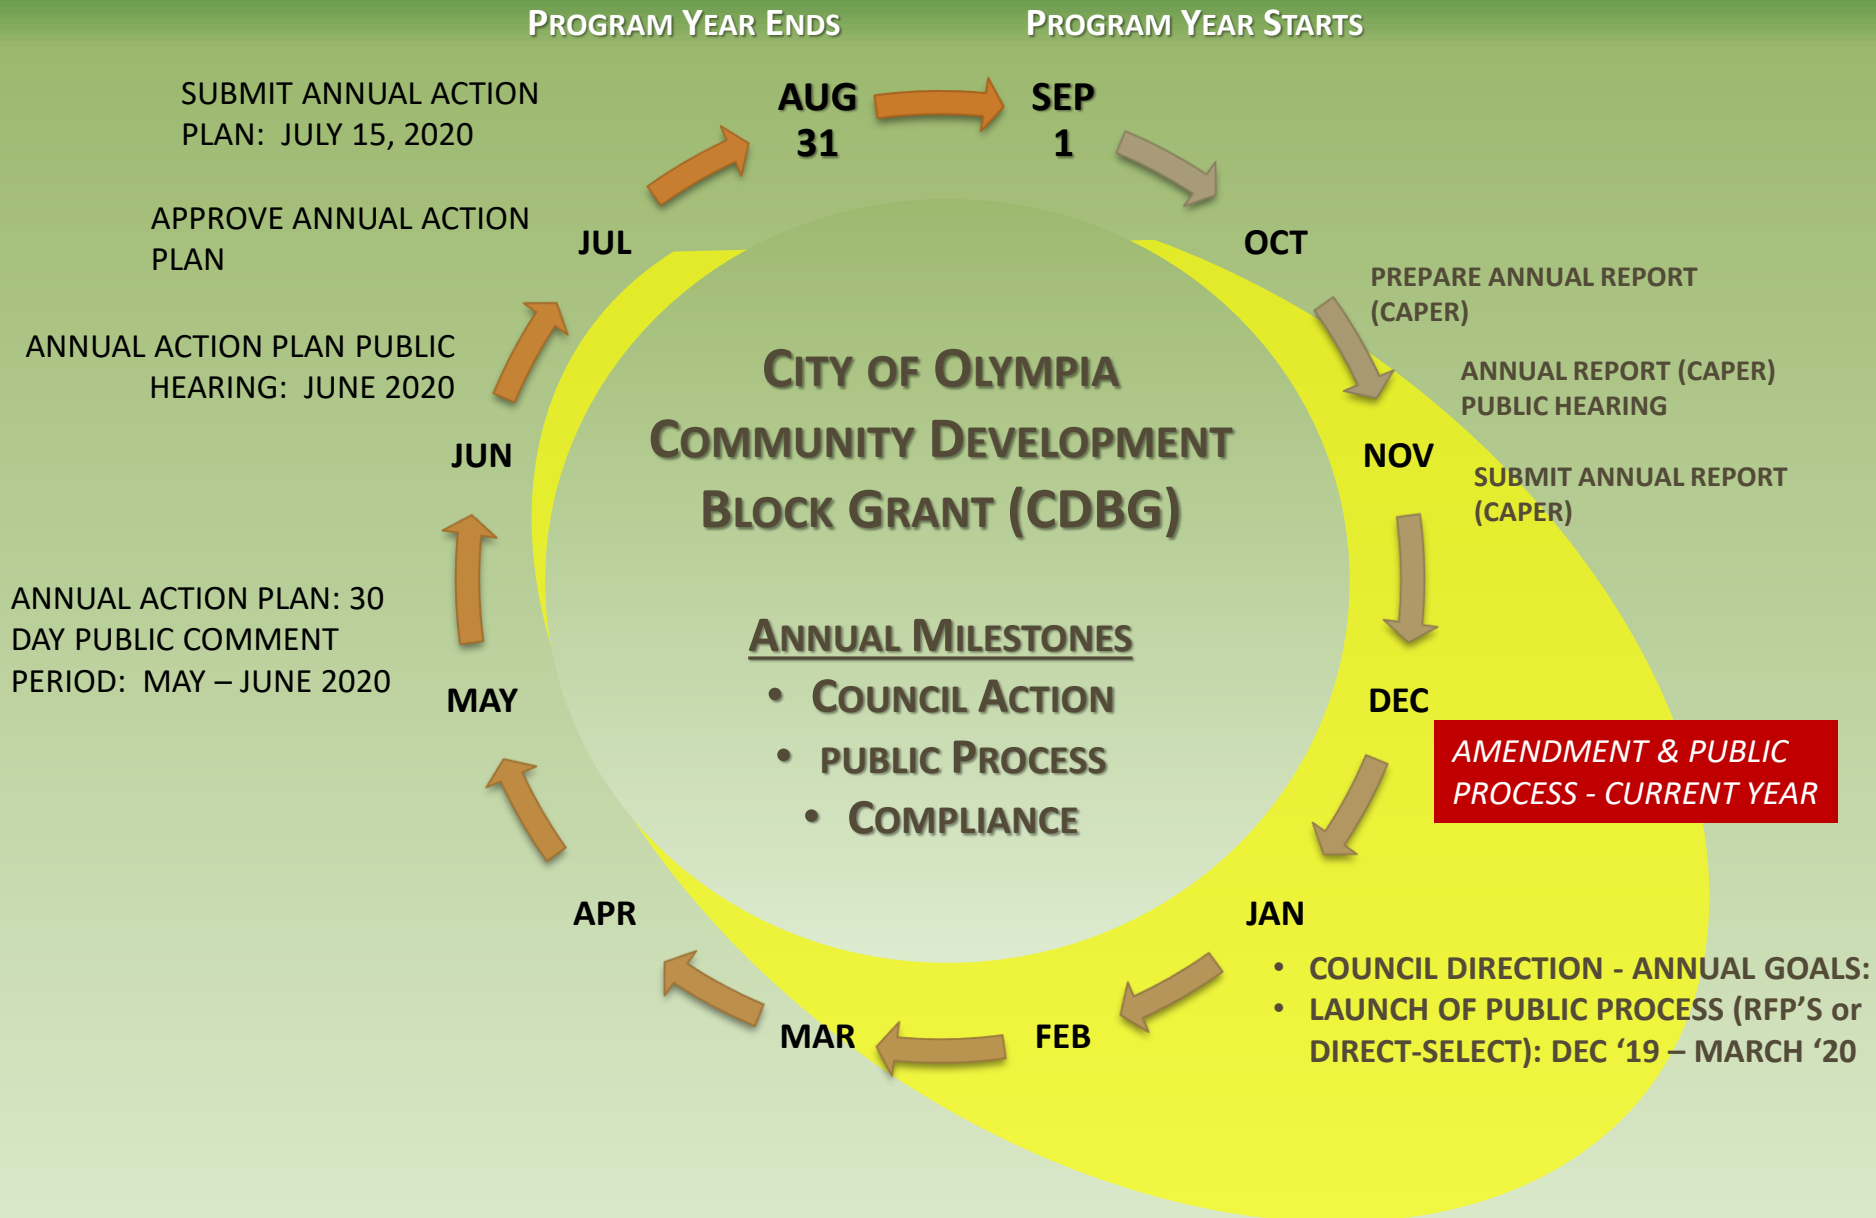 PROGRAM YEAR ENDS
PROGRAM YEAR STARTS
AUG
31
SEP
1
OCT
PREPARE ANNUAL REPORT
(CAPER)
ANNUAL REPORT (CAPER)
PUBLIC HEARING
NOV
SUBMIT ANNUAL REPORT
(CAPER)
DEC
AMENDMENT & PUBLIC
PROCESS - CURRENT YEAR
JAN
• COUNCIL DIRECTION - ANNUAL GOALS:
• LAUNCH OF PUBLIC PROCESS (RFP'S or
DIRECT-SELECT): DEC ‘19 – MARCH ‘20
FEB
MAR
APR
MAY
ANNUAL ACTION PLAN: 30
DAY PUBLIC COMMENT
PERIOD: MAY – JUNE 2020
JUN
ANNUAL ACTION PLAN PUBLIC
HEARING: JUNE 2020
JUL
APPROVE ANNUAL ACTION
PLAN
SUBMIT ANNUAL ACTION
PLAN: JULY 15, 2020
CITY OF OLYMPIA
COMMUNITY DEVELOPMENT
BLOCK GRANT (CDBG)
ANNUAL MILESTONES
• COUNCIL ACTION
• PUBLIC PROCESS
• COMPLIANCE